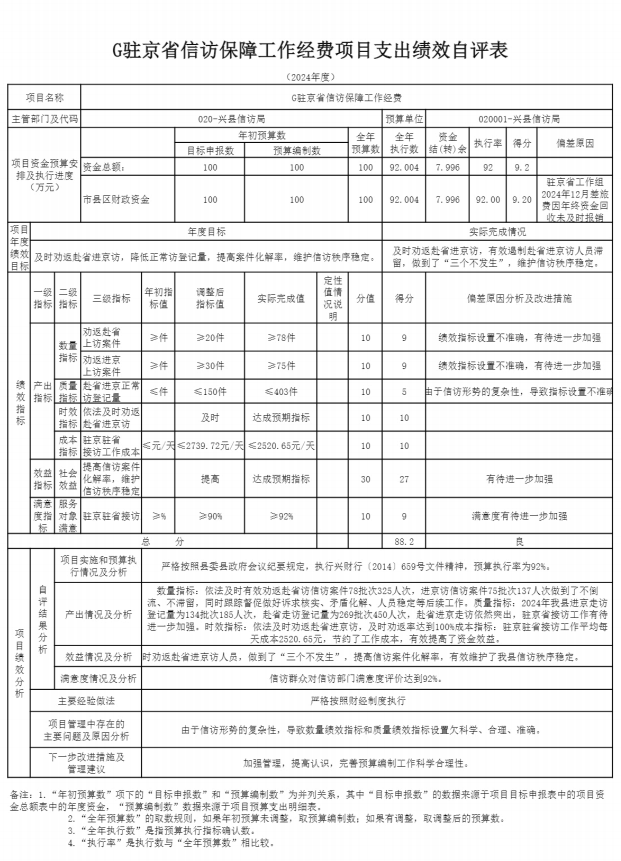 G驻京省信访保障工作经费项目支出绩效自评表
（2024年度）
项目名称 G驻京省信访保障工作经费
主管部门及代码 020-兴县信访局 预算单位 020001-兴县信访局
项目资金预算安排及执行进度（万元） 年初预算数 全年预算数 全年执行数 资金结(转)余 执行率 得分 偏差原因
目标申报数 预算编制数
资金总额： 100 100 100 92.004 7.996 92 9.2
市县区财政资金 100 100 100 92.004 7.996 92.00 9.20 驻京省工作组2024年12月差旅费因年终资金回收未及时报销
项目年度绩效目标 年度目标 实际完成情况
及时劝返赴省进京访，降低正常访登记量，提高案件化解率，维护信访秩序稳定。 及时劝返赴省进京访，有效遏制赴省进京访人员滞留，做到了“三个不发生”，维护信访秩序稳定。
绩效指标 一级指标 二级指标 三级指标 年初指标值 调整后指标值 实际完成值 定性值情况说明 分值 得分 偏差原因分析及改进措施
产出指标 数量指标 劝返赴省上访案件 ≥件 ≥20件 ≥78件 10 9 绩效指标设置不准确，有待进一步加强
劝返进京上访案件 ≥件 ≥30件 ≥75件 10 9 绩效指标设置不准确，有待进一步加强
质量指标 赴省进京正常访登记量 ≤件 ≤150件 ≤403件 10 5 由于信访形势的复杂性，导致指标设置不准确
时效指标 依法及时劝返赴省进京访 及时 达成预期指标 10 10
成本指标 驻京驻省接访工作成本 ≤元/天 ≤2739.72元/天 ≤2520.65元/天 10 10
效益指标 社会效益 提高信访案件化解率，维护信访秩序稳定 提高 达成预期指标 30 27 有待进一步加强
满意度指标 服务对象满意 驻京驻省接访 ≥% ≥90% ≥92% 10 9 满意度有待进一步加强
总 分 88.2 良
项目绩效分析 自评结果分析 项目实施和预算执行情况及分析 严格按照县委县政府会议纪要规定，执行兴财行（2014）659号文件精神，预算执行率为92%。
产出情况及分析 数量指标：依法及时有效劝返赴省访信访案件78批次325人次，进京访信访案件75批次137人次做到了不倒流、不滞留，同时跟踪督促做好诉求核实、矛盾化解、人员稳定等后续工作。质量指标：2024年我县进京走访登记量为134批次185人次，赴省走访登记量为269批次450人次，赴省进京走访依然突出，驻京省接访工作有待进一步加强。时效指标：依法及时劝返赴省进京访，及时劝返率达到100%成本指标：驻京驻省接访工作平均每天成本2520.65元，节约了工作成本，有效提高了资金效益。
效益情况及分析 时劝返赴省进京访人员，做到了“三个不发生”，提高信访案件化解率，有效维护了我县信访秩序稳定。
满意度情况及分析 信访群众对信访部门满意度评价达到92%。
主要经验做法 严格按照财经制度执行
项目管理中存在的主要问题及原因分析 由于信访形势的复杂性，导致数量绩效指标和质量绩效指标设置欠科学、合理、准确。
下一步改进措施及管理建议 加强管理，提高认识，完善预算编制工作科学合理性。
备注：1.“年初预算数”项下的“目标申报数”和“预算编制数”为并列关系，其中“目标申报数”的数据来源于项目目标申报表中的项目资金总额表中的年度资金，“预算编制数”数据来源于项目预算支出明细表。
2.“全年预算数”的取数规则，如果年初预算未调整，取预算编制数；如果有调整，取调整后的预算数。
3.“全年执行数”是指预算执行指标确认数。
4.“执行率”是执行数与“全年预算数”相比较。